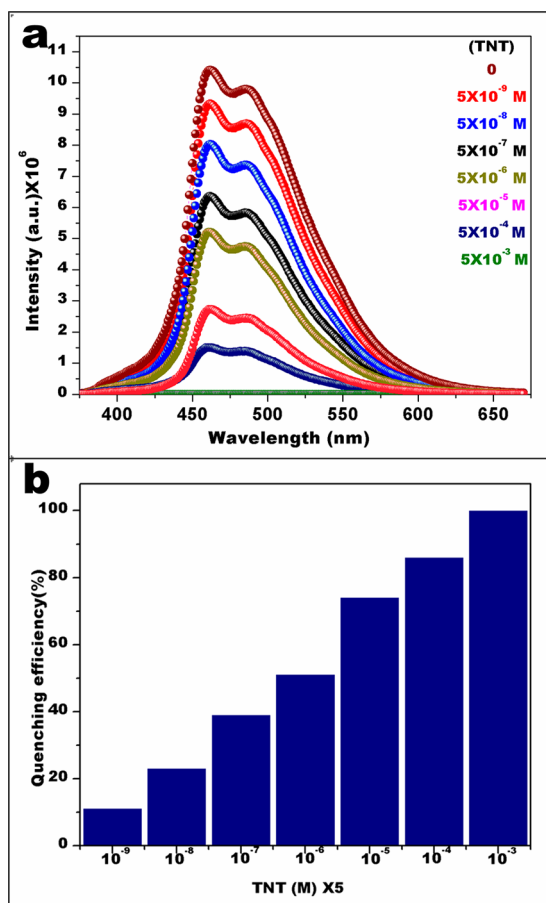 a
(TNT)
0
5X10⁻⁹ M
5X10⁻⁸ M
5X10⁻⁷ M
5X10⁻⁶ M
5X10⁻⁵ M
5X10⁻⁴ M
5X10⁻³ M
Intensity (a.u.)X10⁶
11
10
9
8
7
6
5
4
3
2
1
0
400 450 500 550 600 650
Wavelength (nm)
b
Quenching efficiency(%)
100
80
60
40
20
0
10⁻⁹ 10⁻⁸ 10⁻⁷ 10⁻⁶ 10⁻⁵ 10⁻⁴ 10⁻³
TNT (M) X5